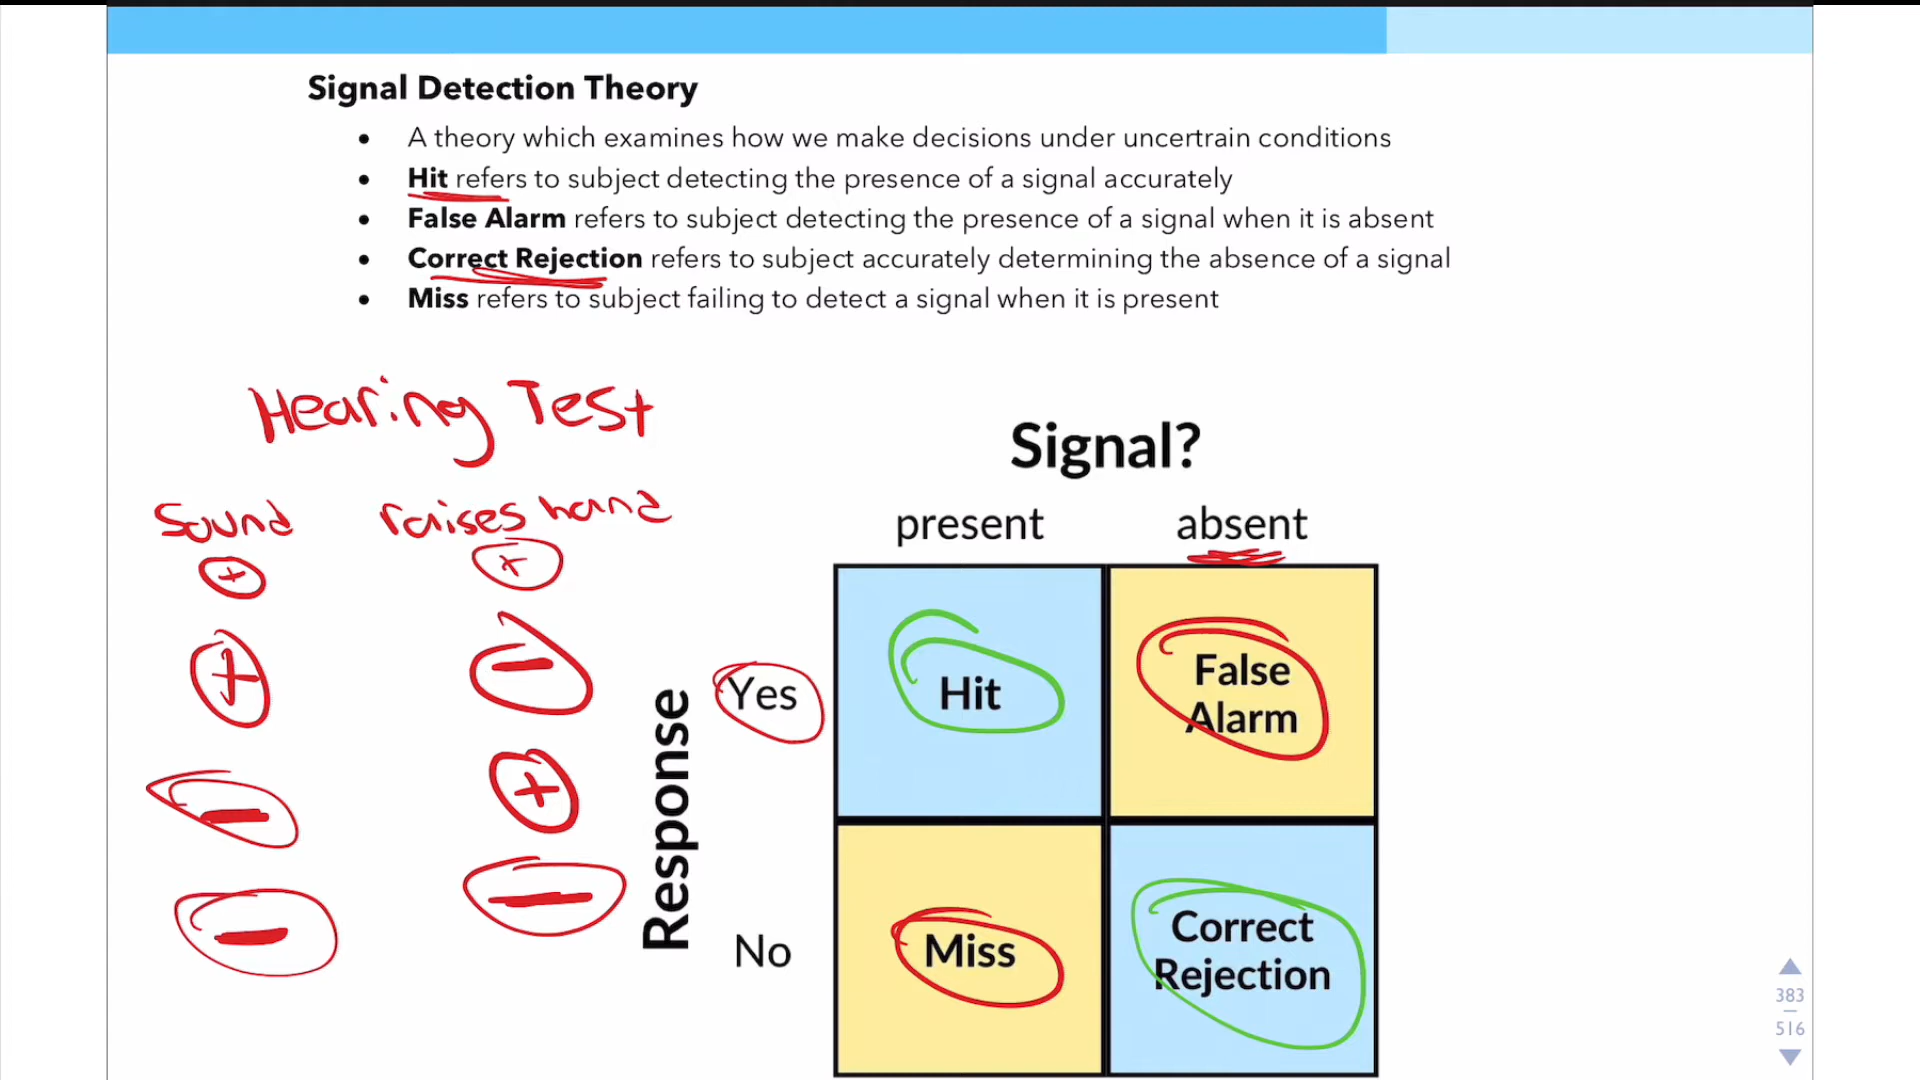 Signal Detection Theory
• A theory which examines how we make decisions under uncertrain conditions
• Hit refers to subject detecting the presence of a signal accurately
• False Alarm refers to subject detecting the presence of a signal when it is absent
• Correct Rejection refers to subject accurately determining the absence of a signal
• Miss refers to subject failing to detect a signal when it is present
Hearing Test
Sound raises hand
+ +
+ −
− +
− −
Signal?
present absent
Response
Yes
Hit
False
Alarm
No
Miss
Correct
Rejection
383
516